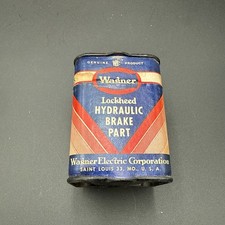 GENUINE PRODUCT
Wagner
Lockheed
HYDRAULIC
BRAKE
PART
Wagner Electric Corporation
SAINT LOUIS 33, MO., U. S. A.